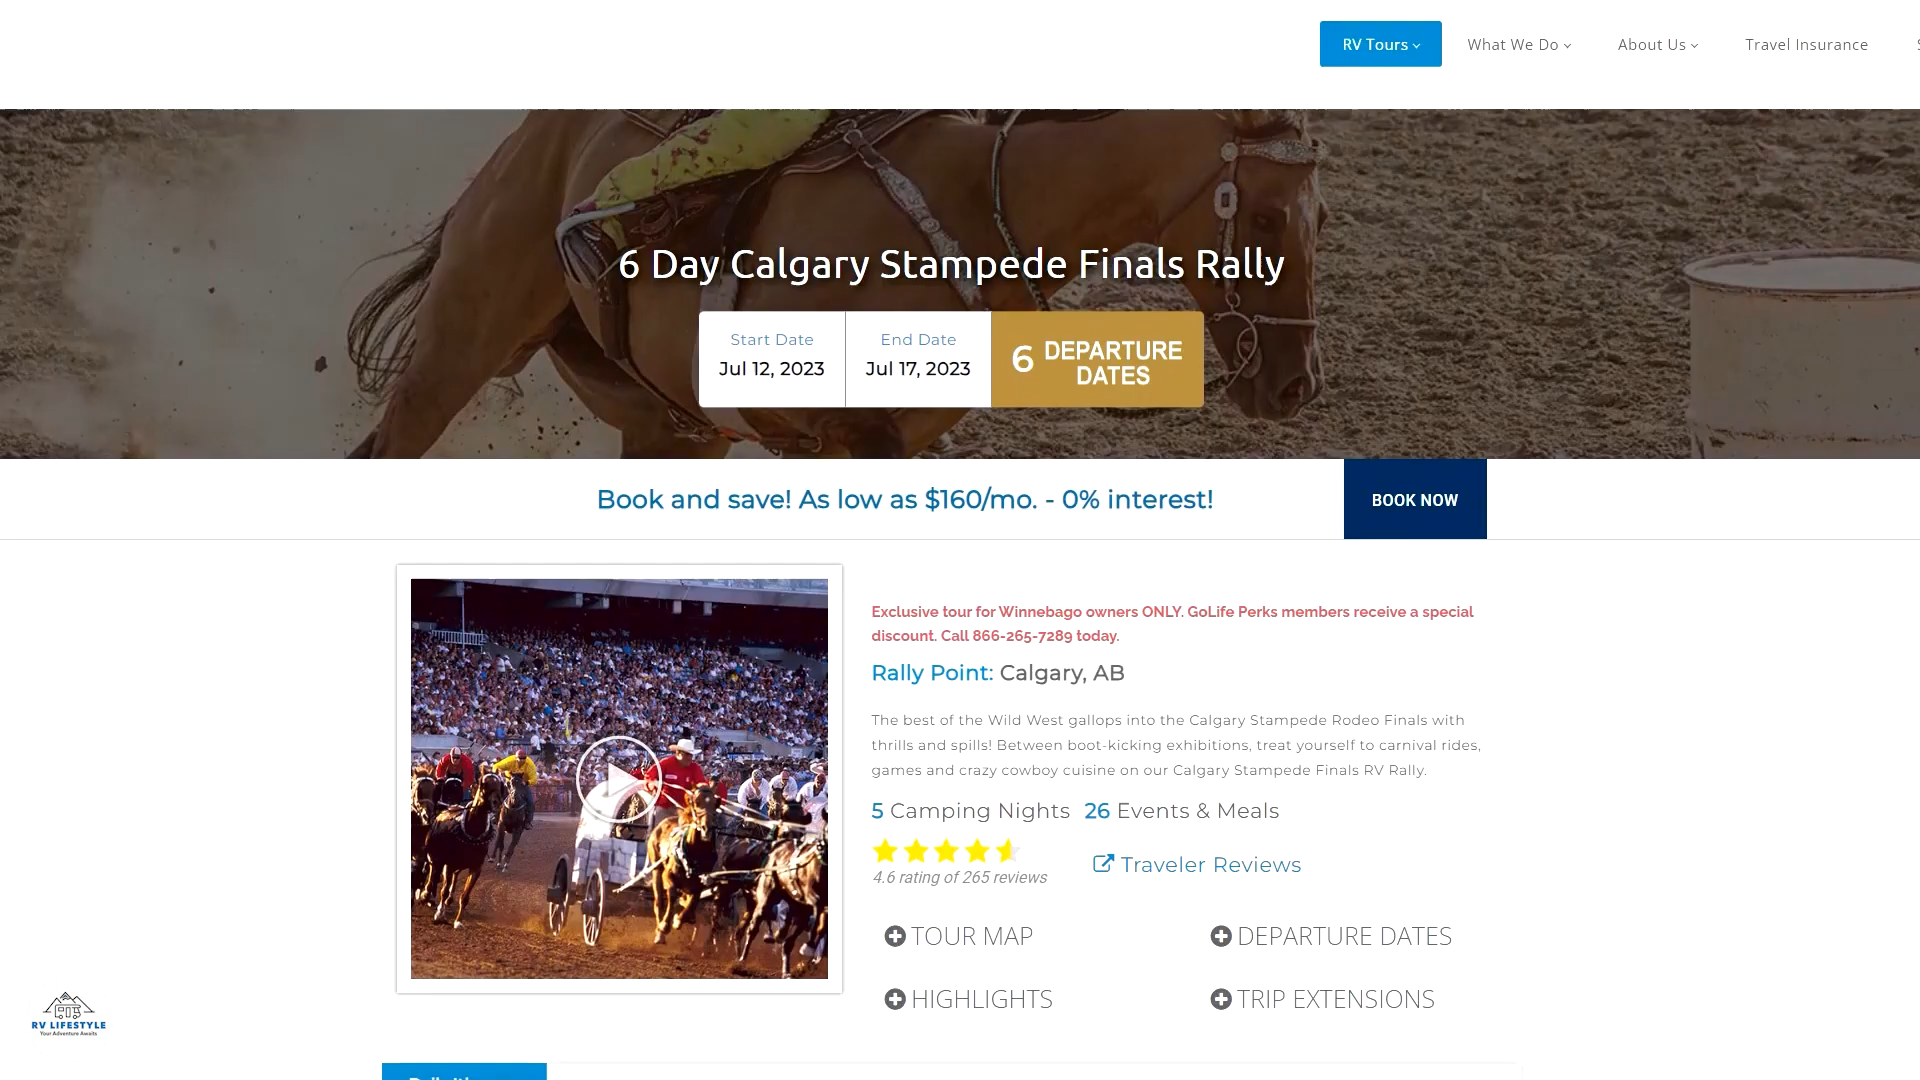 RV Tours
What We Do
About Us
Travel Insurance
6 Day Calgary Stampede Finals Rally
Start Date
Jul 12, 2023
End Date
Jul 17, 2023
6 DEPARTURE
DATES
Book and save! As low as $160/mo. - 0% interest!
BOOK NOW
Exclusive tour for Winnebago owners ONLY. GoLife Perks members receive a special
discount. Call 866-265-7289 today.
Rally Point: Calgary, AB
The best of the Wild West gallops into the Calgary Stampede Rodeo Finals with
thrills and spills! Between boot-kicking exhibitions, treat yourself to carnival rides,
games and crazy cowboy cuisine on our Calgary Stampede Finals RV Rally.
5 Camping Nights 26 Events & Meals
4.6 rating of 265 reviews
Traveler Reviews
TOUR MAP
DEPARTURE DATES
HIGHLIGHTS
TRIP EXTENSIONS
RV LIFESTYLE
Your Adventure Awaits